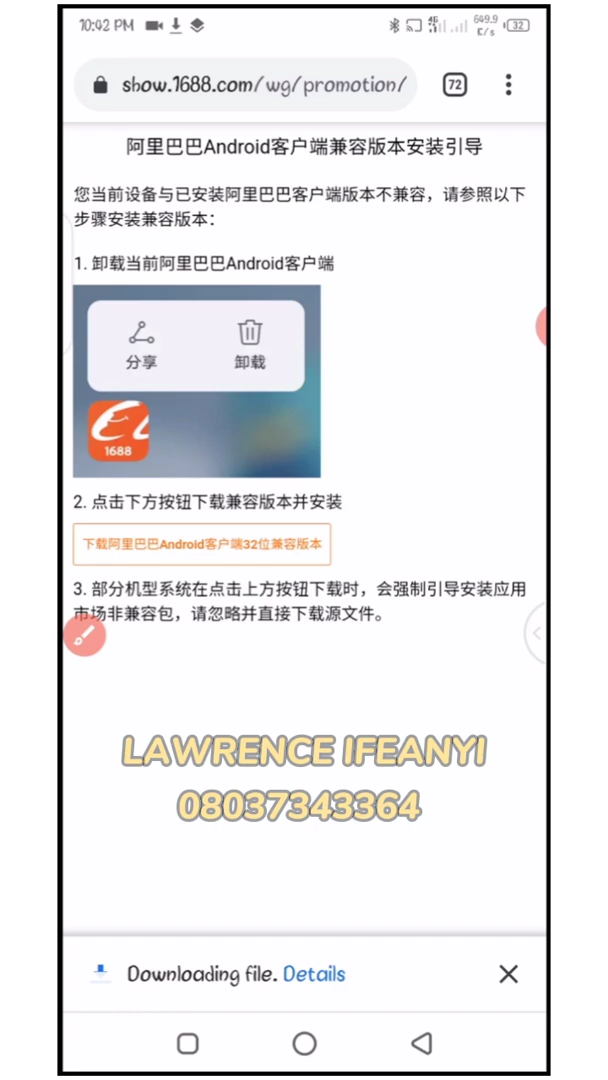 10:42 PM
4G
649.9
K/s
32
show.1688.com/wg/promotion/
72
阿里巴巴Android客户端兼容版本安装引导
您当前设备与已安装阿里巴巴客户端版本不兼容，请参照以下
步骤安装兼容版本：
1. 卸载当前阿里巴巴Android客户端
分享 卸载
1688
2. 点击下方按钮下载兼容版本并安装
下载阿里巴巴Android客户端32位兼容版本
3. 部分机型系统在点击上方按钮下载时，会强制引导安装应用
市场非兼容包，请忽略并直接下载源文件。
LAWRENCE IFEANYI
08037343364
Downloading file. Details